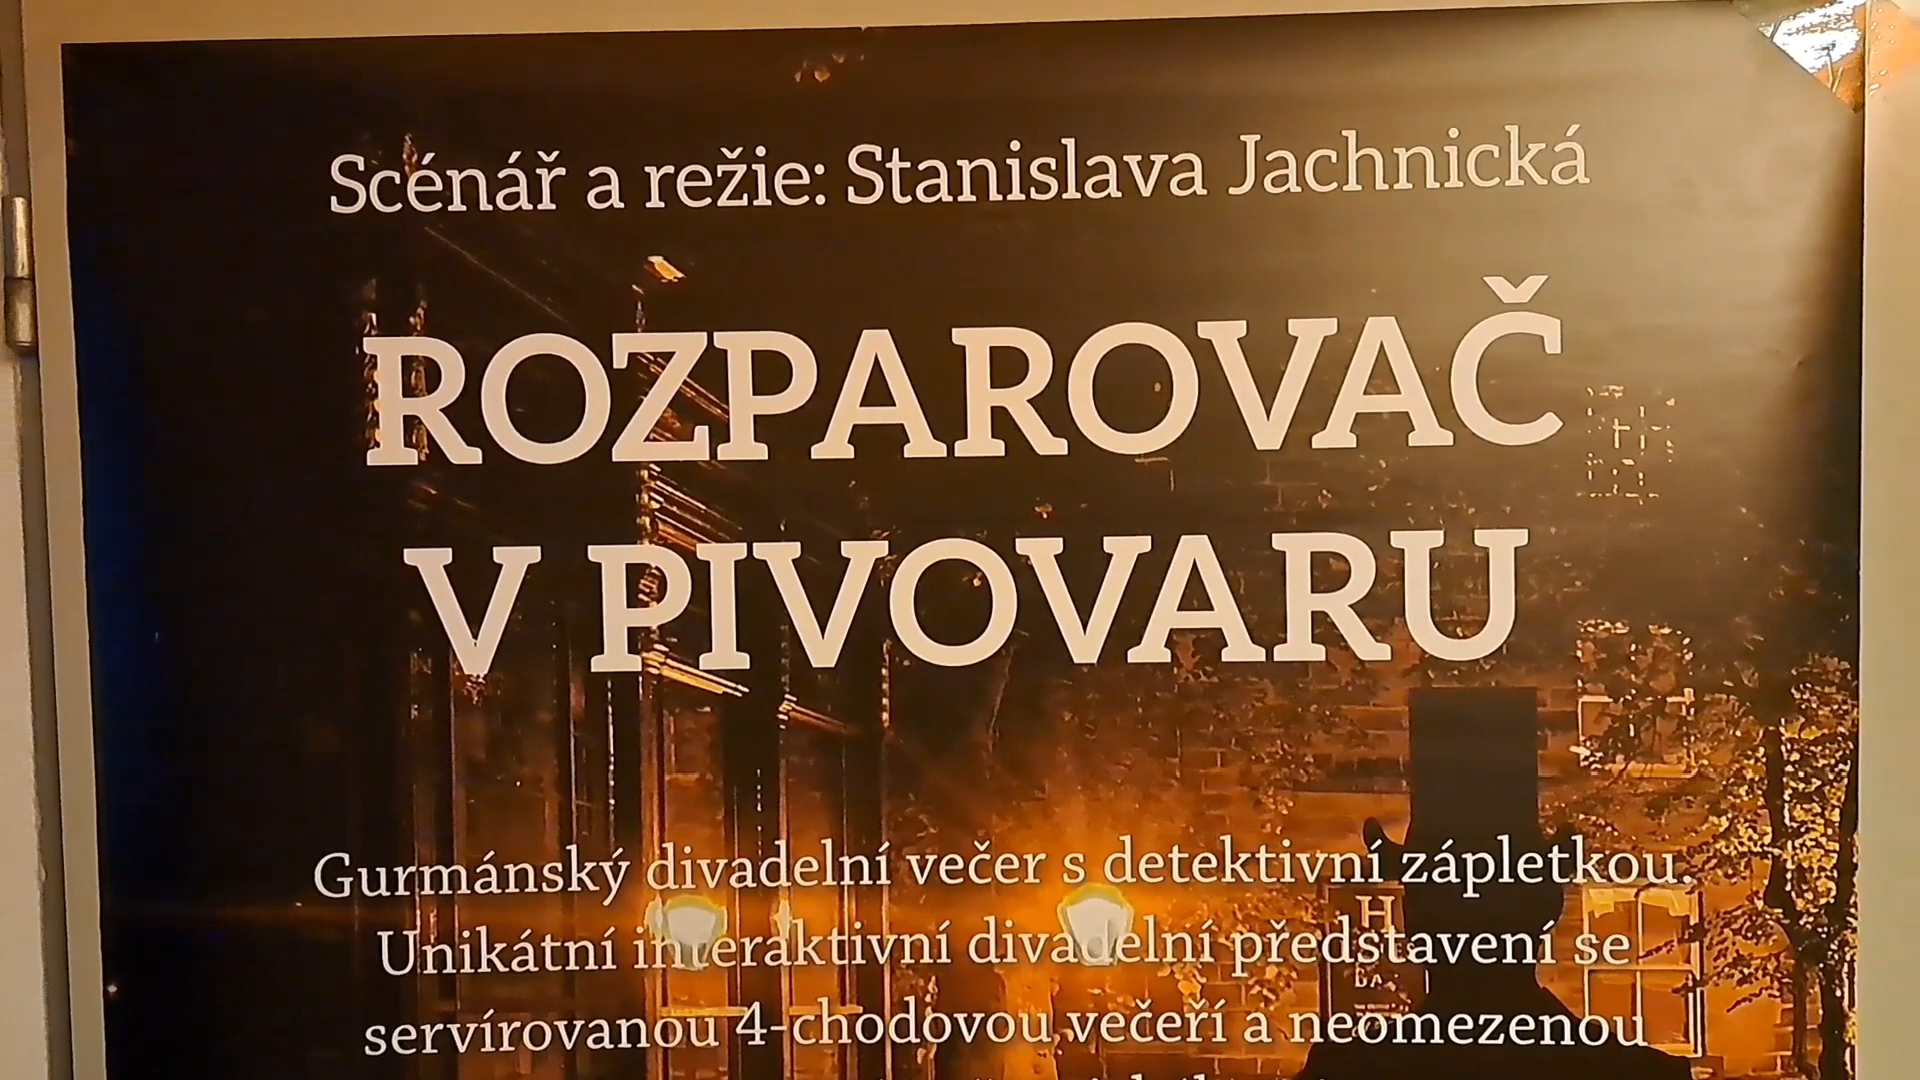 Scénář a režie: Stanislava Jachnická
ROZPAROVAČ
V PIVOVARU
Gurmánský divadelní večer s detektivní zápletkou.
Unikátní interaktivní divadelní představení se
servírovanou 4-chodovou večeří a neomezenou